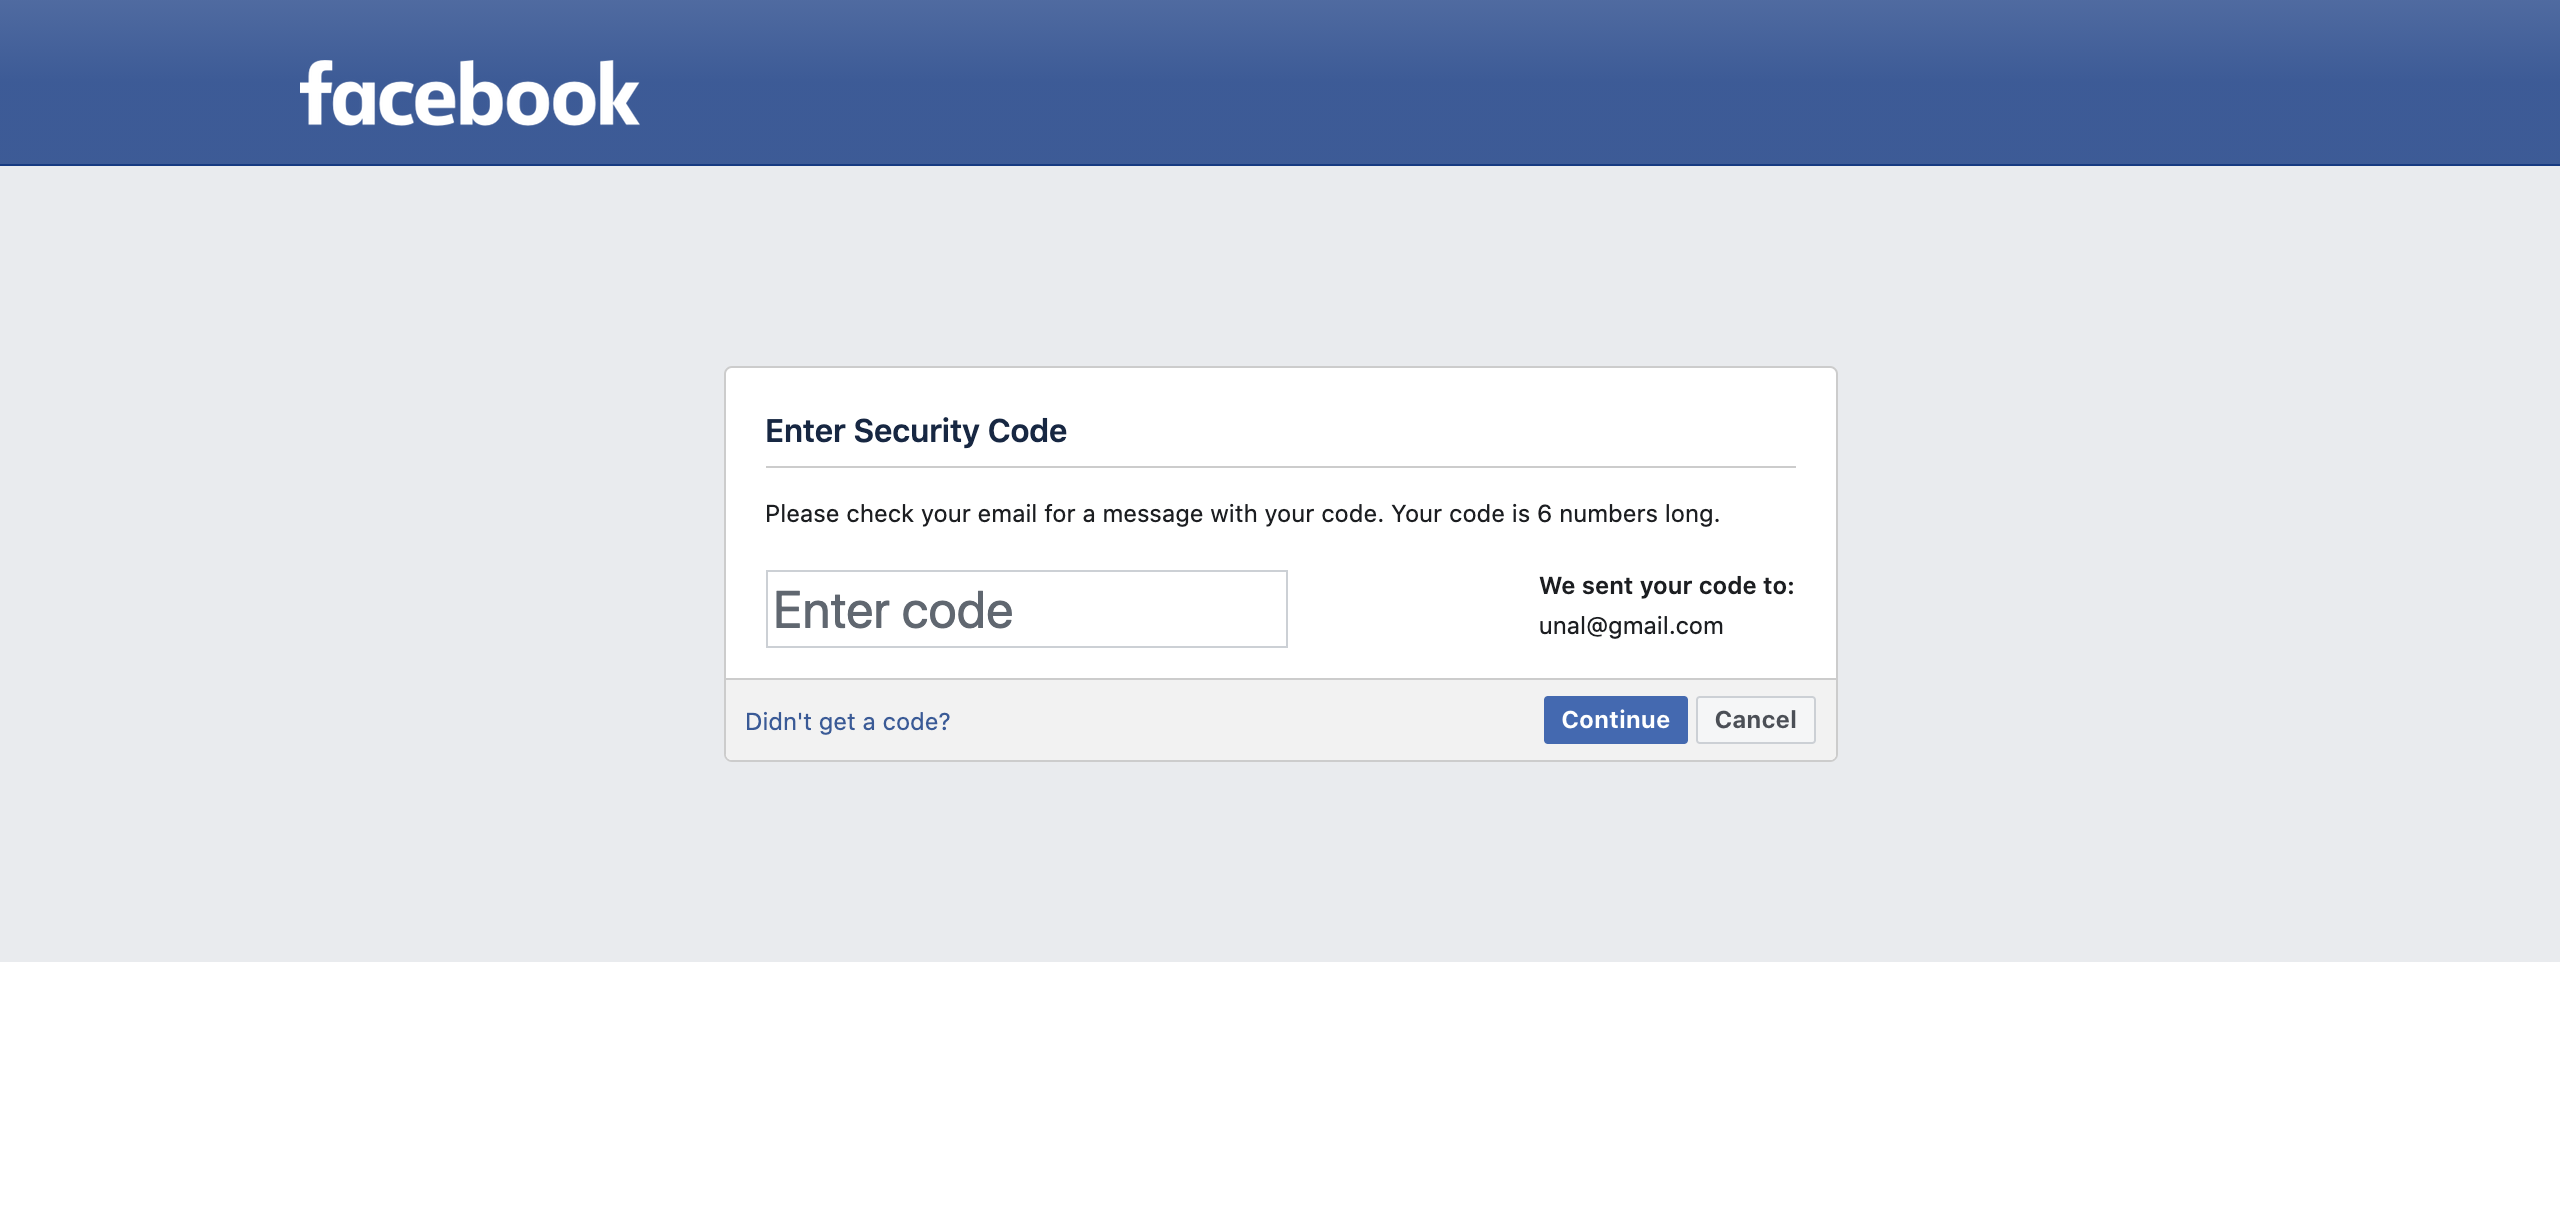 facebook
Enter Security Code
Please check your email for a message with your code. Your code is 6 numbers long.
Enter code
We sent your code to:
unal@gmail.com
Didn't get a code?
Continue
Cancel